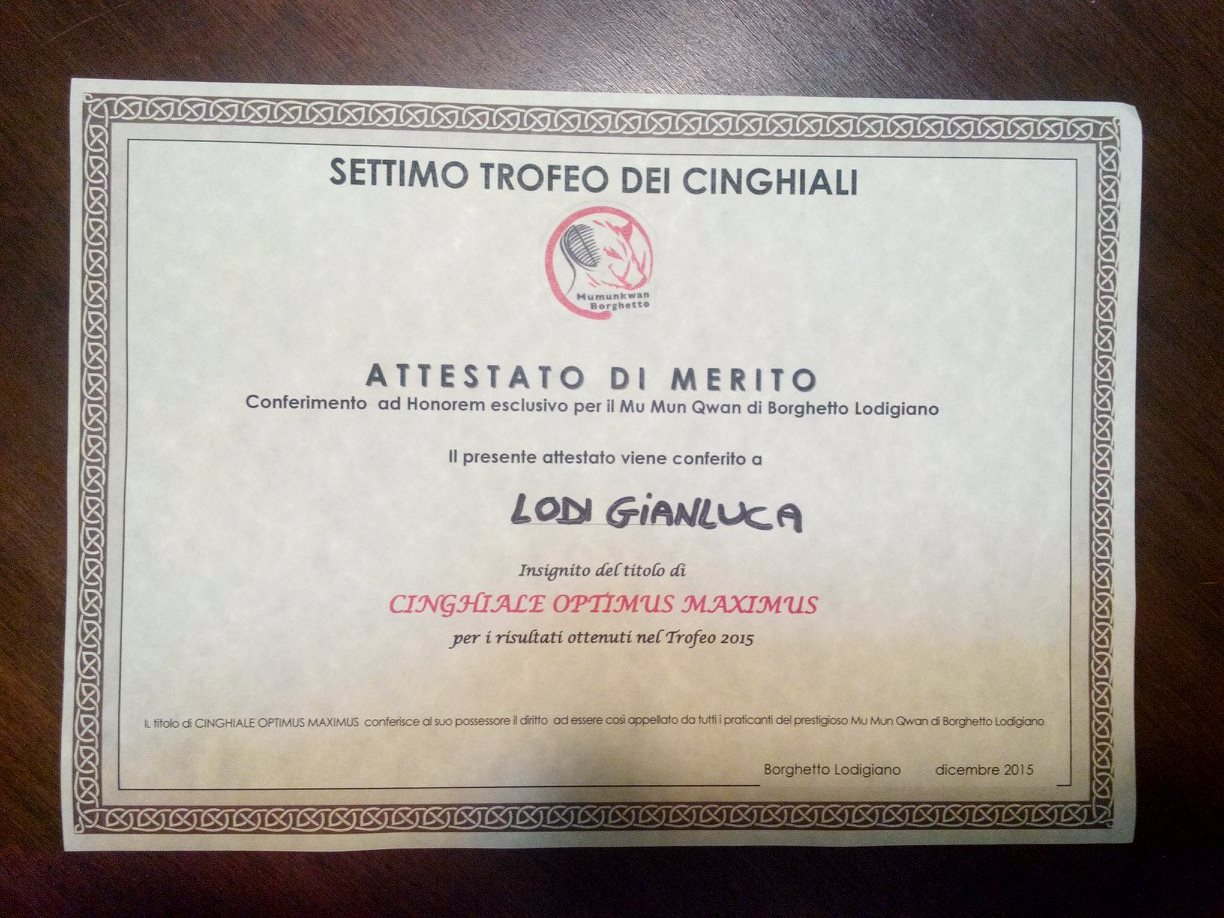 SETTIMO TROFEO DEI CINGHIALI
Mumunkwan
Borghetto
ATTESTATO DI MERITO
Conferimento ad Honorem esclusivo per il Mu Mun Qwan di Borghetto Lodigiano
Il presente attestato viene conferito a
LODI GiANLUCA
Insignito del titolo di
CINGHIALE OPTIMUS MAXIMUS
per i risultati ottenuti nel Trofeo 2015
IL titolo di CINGHIALE OPTIMUS MAXIMUS conferisce al suo possessore il diritto ad essere così appellato da tutti i praticanti del prestigioso Mu Mun Qwan di Borghetto Lodigiano
Borghetto Lodigiano dicembre 2015